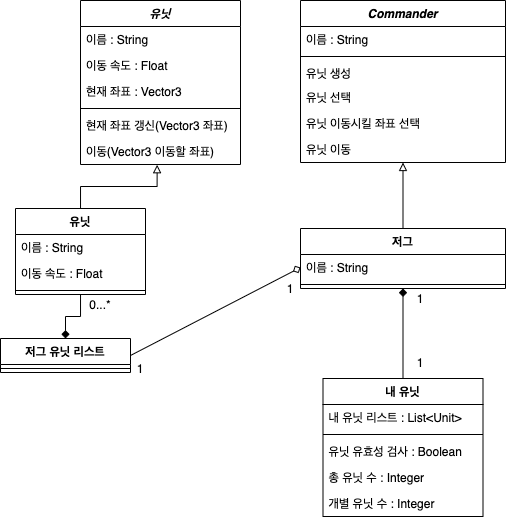 유닛
이름 : String
이동 속도 : Float
현재 좌표 : Vector3
현재 좌표 갱신(Vector3 좌표)
이동(Vector3 이동할 좌표)
Commander
이름 : String
유닛 생성
유닛 선택
유닛 이동시킬 좌표 선택
유닛 이동
유닛
이름 : String
이동 속도 : Float
0...*
저그
이름 : String
1
1
저그 유닛 리스트
1
1
내 유닛
내 유닛 리스트 : List<Unit>
유닛 유효성 검사 : Boolean
총 유닛 수 : Integer
개별 유닛 수 : Integer